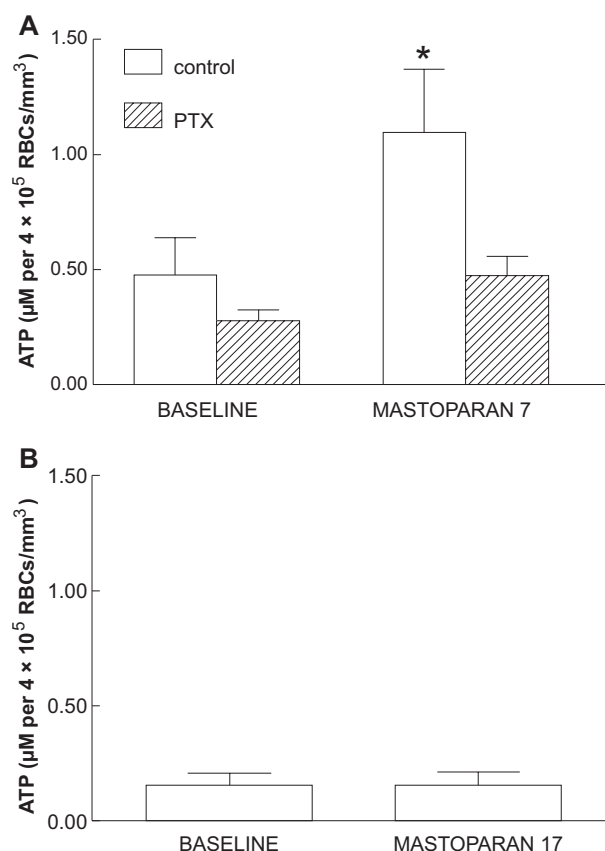 A
1.50
control
*
PTX
1.00
0.50
0.00
ATP (µM per 4 × 10⁵ RBCs/mm³)
BASELINE
MASTOPARAN 7
B
1.50
1.00
0.50
0.00
ATP (µM per 4 × 10⁵ RBCs/mm³)
BASELINE
MASTOPARAN 17